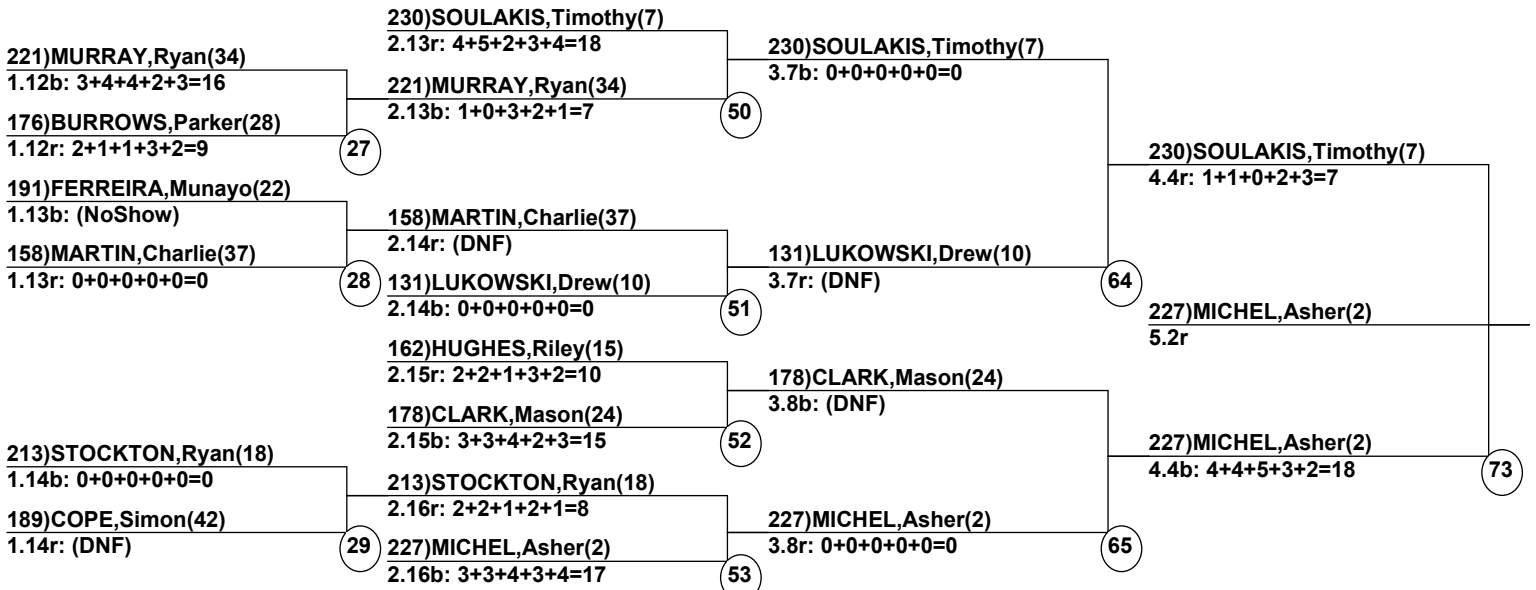 221)MURRAY,Ryan(34)
1.12b: 3+4+4+2+3=16
176)BURROWS,Parker(28)
1.12r: 2+1+1+3+2=9
27
191)FERREIRA,Munayo(22)
1.13b: (NoShow)
158)MARTIN,Charlie(37)
1.13r: 0+0+0+0+0=0
28
213)STOCKTON,Ryan(18)
1.14b: 0+0+0+0+0=0
189)COPE,Simon(42)
1.14r: (DNF)
29
230)SOULAKIS,Timothy(7)
2.13r: 4+5+2+3+4=18
221)MURRAY,Ryan(34)
2.13b: 1+0+3+2+1=7
50
158)MARTIN,Charlie(37)
2.14r: (DNF)
131)LUKOWSKI,Drew(10)
2.14b: 0+0+0+0+0=0
51
162)HUGHES,Riley(15)
2.15r: 2+2+1+3+2=10
178)CLARK,Mason(24)
2.15b: 3+3+4+2+3=15
52
213)STOCKTON,Ryan(18)
2.16r: 2+2+1+2+1=8
227)MICHEL,Asher(2)
2.16b: 3+3+4+3+4=17
53
230)SOULAKIS,Timothy(7)
3.7b: 0+0+0+0+0=0
131)LUKOWSKI,Drew(10)
3.7r: (DNF)
64
178)CLARK,Mason(24)
3.8b: (DNF)
227)MICHEL,Asher(2)
3.8r: 0+0+0+0+0=0
65
230)SOULAKIS,Timothy(7)
4.4r: 1+1+0+2+3=7
227)MICHEL,Asher(2)
5.2r
227)MICHEL,Asher(2)
4.4b: 4+4+5+3+2=18
73